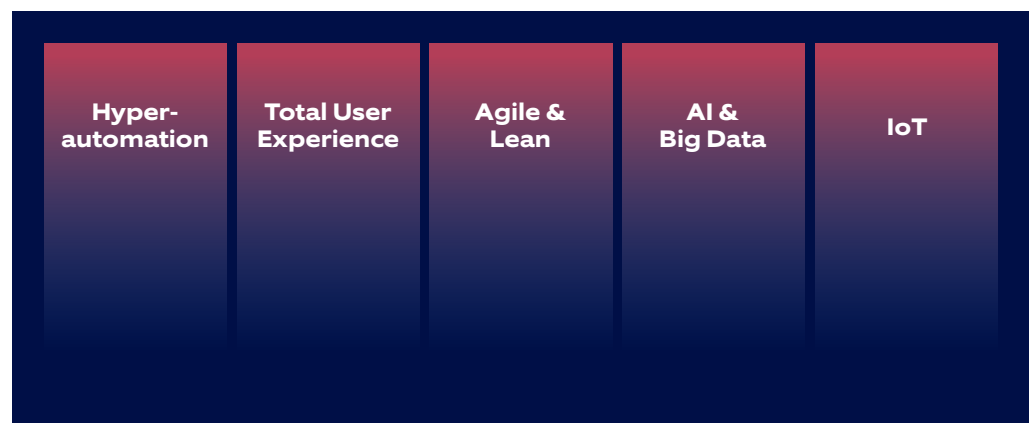 Hyper-
automation
Total User
Experience
Agile &
Lean
AI &
Big Data
IoT